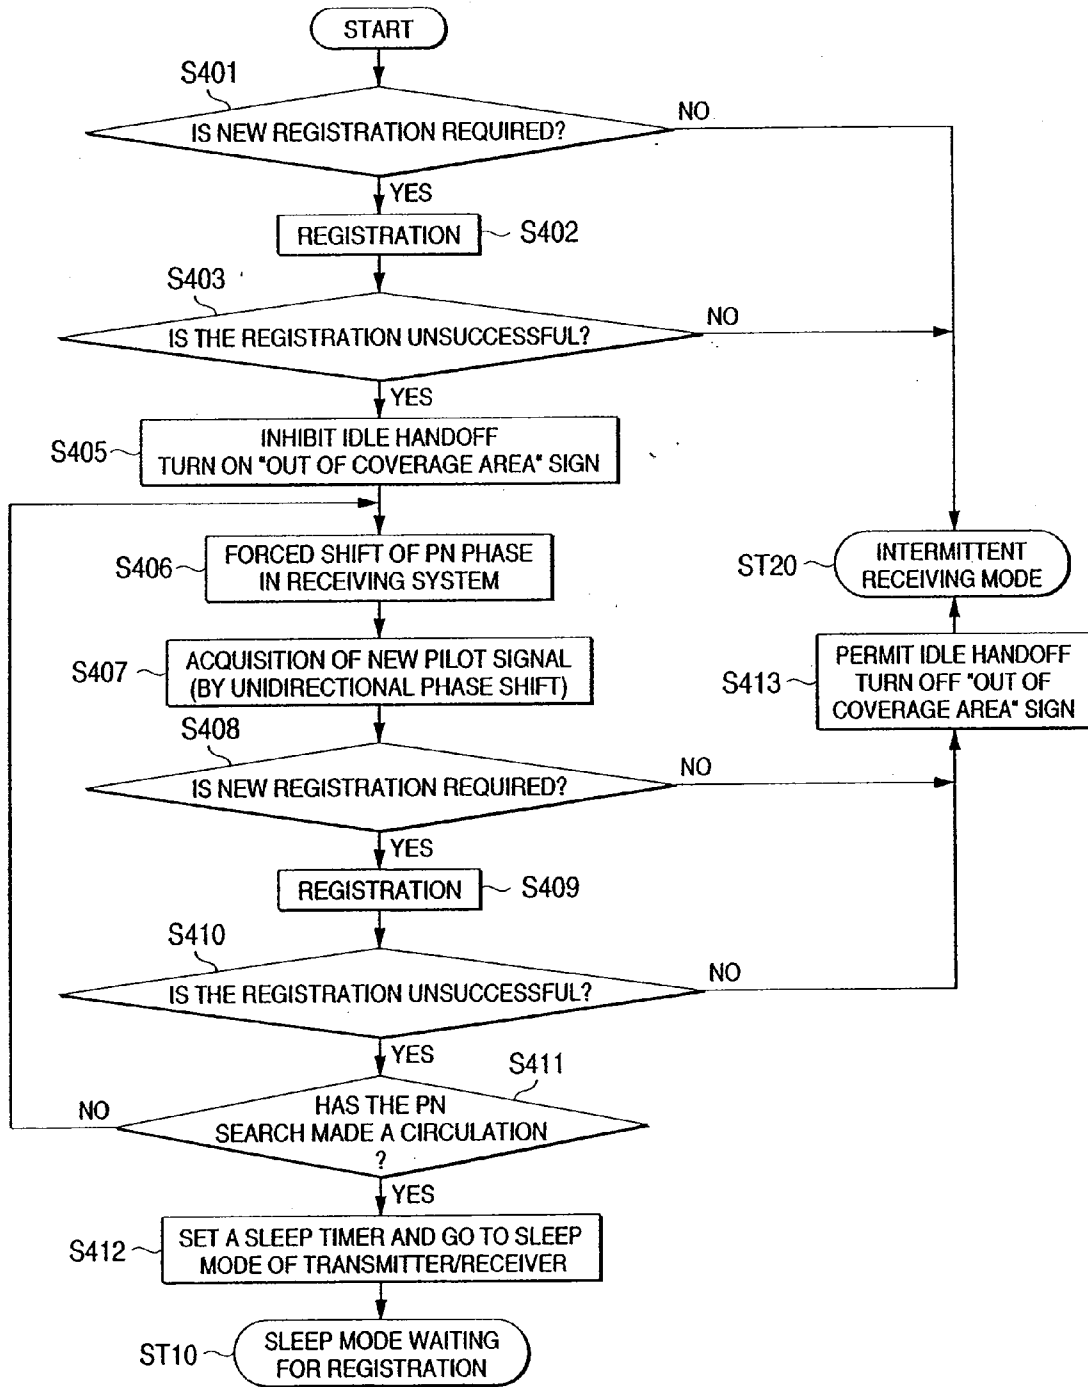 START
S401
IS NEW REGISTRATION REQUIRED?
NO
YES
REGISTRATION
S402
S403
IS THE REGISTRATION UNSUCCESSFUL?
NO
YES
S405
INHIBIT IDLE HANDOFF
TURN ON "OUT OF COVERAGE AREA" SIGN
S406
FORCED SHIFT OF PN PHASE
IN RECEIVING SYSTEM
ST20
INTERMITTENT
RECEIVING MODE
S407
ACQUISITION OF NEW PILOT SIGNAL
(BY UNIDIRECTIONAL PHASE SHIFT)
S413
PERMIT IDLE HANDOFF
TURN OFF "OUT OF
COVERAGE AREA" SIGN
S408
IS NEW REGISTRATION REQUIRED?
NO
YES
REGISTRATION
S409
S410
IS THE REGISTRATION UNSUCCESSFUL?
NO
YES
S411
NO
HAS THE PN
SEARCH MADE A CIRCULATION
?
YES
S412
SET A SLEEP TIMER AND GO TO SLEEP
MODE OF TRANSMITTER/RECEIVER
ST10
SLEEP MODE WAITING
FOR REGISTRATION